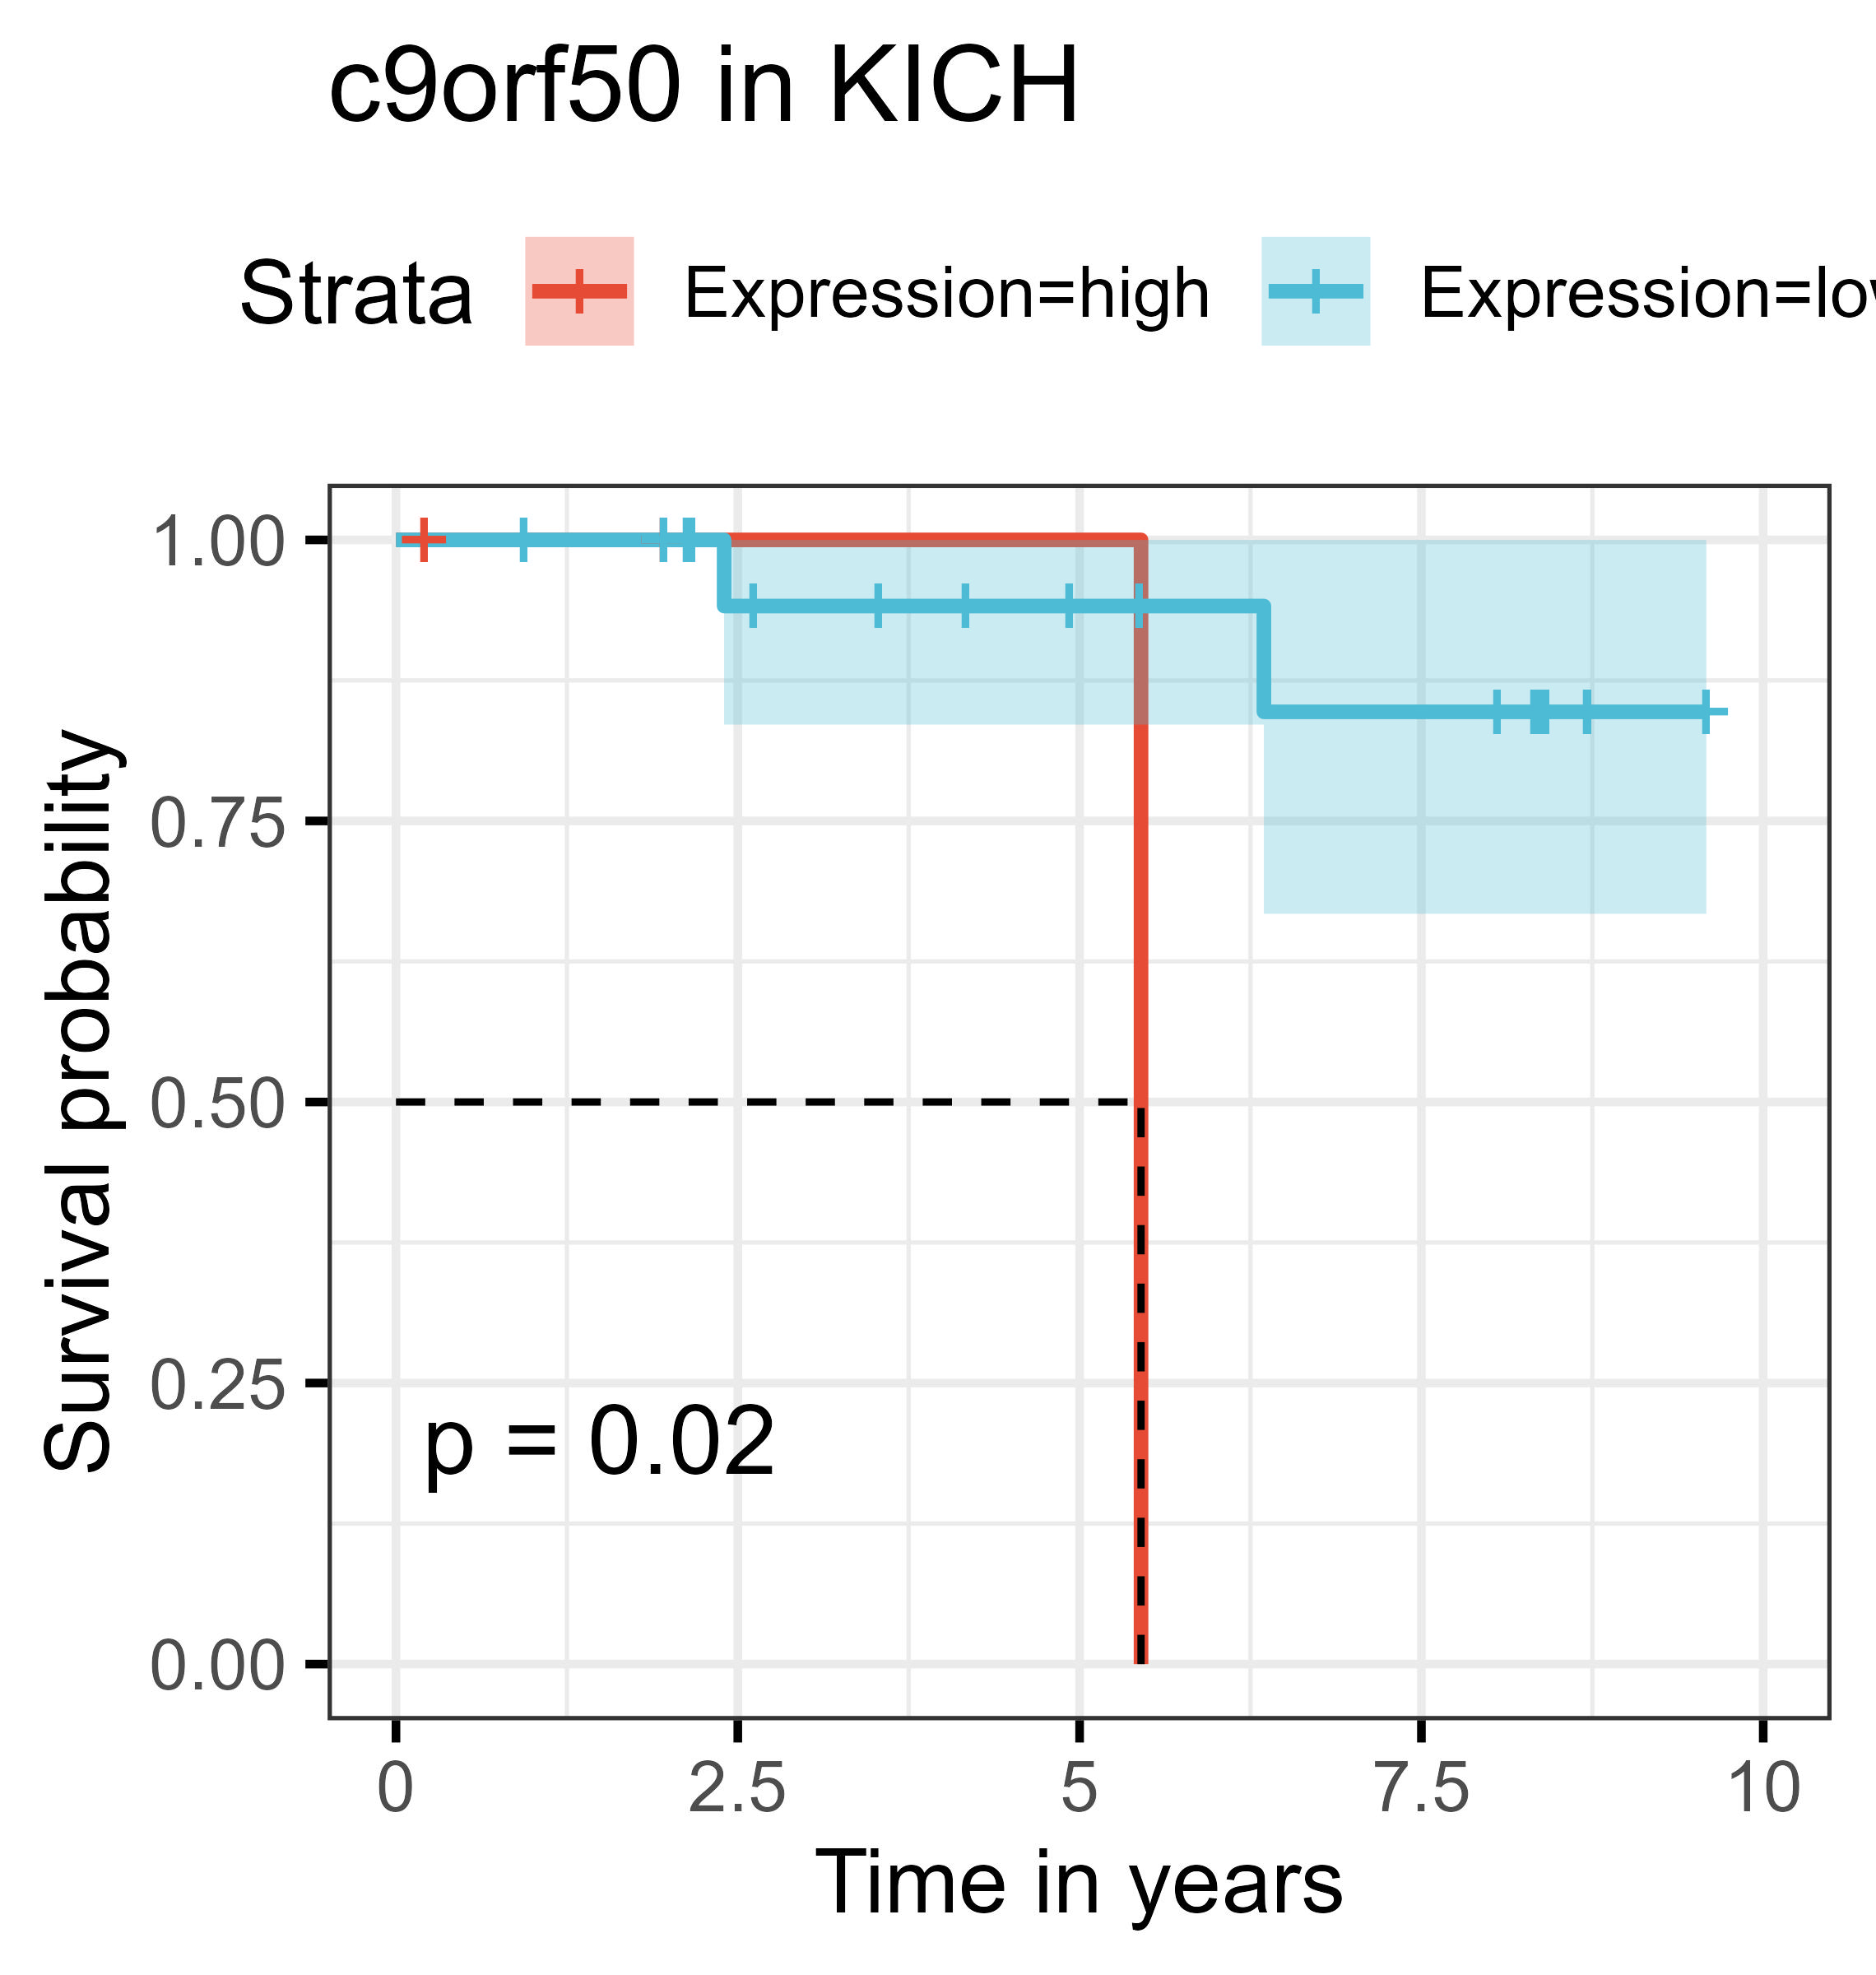 c9orf50 in KICH
Strata Expression=high Expression=lo
Survival probability
1.00
0.75
0.50
0.25
0.00
p = 0.02
0 2.5 5 7.5 10
Time in years